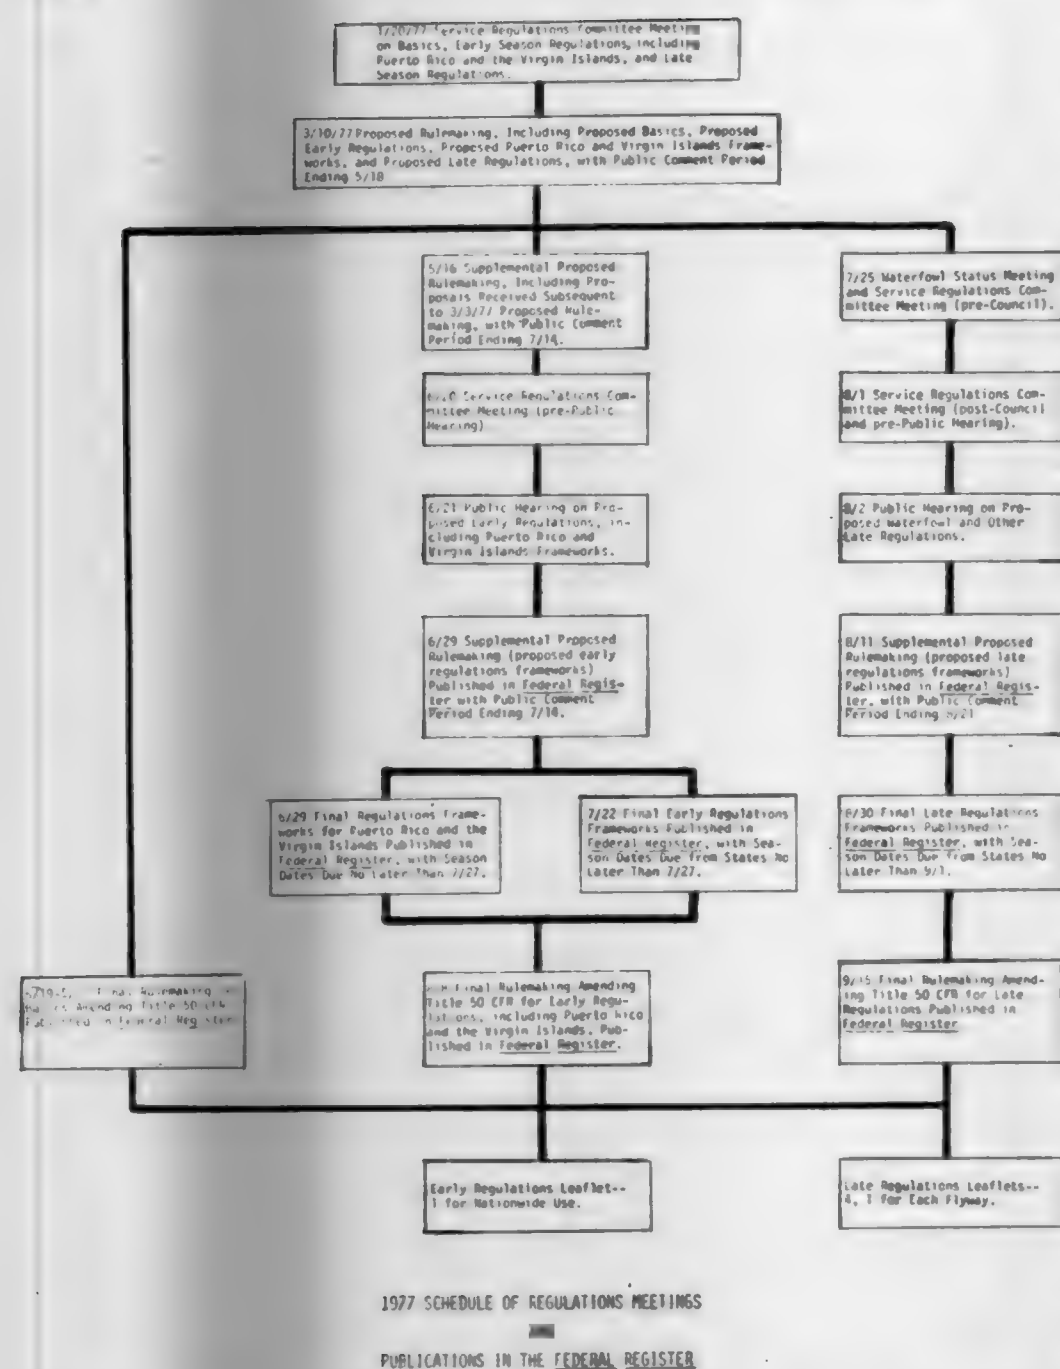 1/20/77 Service Regulations Committee Meeting
on Basics, Early Season Regulations, including
Puerto Rico and the Virgin Islands, and Late
Season Regulations.
3/10/77 Proposed Rulemaking, Including Proposed Basics, Proposed
Early Regulations, Proposed Puerto Rico and Virgin Islands Frame-
works, and Proposed Late Regulations, with Public Comment Period
Ending 5/18
5/16 Supplemental Proposed
Rulemaking, Including Pro-
posals Received Subsequent
to 3/3/77 Proposed Rule-
making, with Public Comment
Period Ending 7/14.
Service Regulations Com-
mittee Meeting (pre-Public
Hearing)
6/21 Public Hearing on Pro-
posed Early Regulations, in-
cluding Puerto Rico and
Virgin Islands Frameworks.
6/29 Supplemental Proposed
Rulemaking (proposed early
regulations frameworks)
Published in Federal Regis-
ter with Public Comment
Period Ending 7/14.
6/29 Final Regulations Frame-
works for Puerto Rico and the
Virgin Islands Published in
Federal Register, with Season
Dates Due No Later Than 7/27.
7/22 Final Early Regulations
Frameworks Published in
Federal Register, with Sea-
son Dates Due from States No
Later Than 7/27.
Final Rulemaking
Amending Title 50 CFR
Published in Federal Register
Final Rulemaking Amending
Title 50 CFR for Early Regu-
lations, including Puerto Rico
and the Virgin Islands, Pub-
lished in Federal Register.
Early Regulations Leaflet--
1 for Nationwide Use.
7/25 Waterfowl Status Meeting
and Service Regulations Com-
mittee Meeting (pre-Council).
8/1 Service Regulations Com-
mittee Meeting (post-Council
and pre-Public Hearing).
8/2 Public Hearing on Pro-
posed Waterfowl and Other
Late Regulations.
8/11 Supplemental Proposed
Rulemaking (proposed late
regulations frameworks)
Published in Federal Regis-
ter, with Public Comment
Period Ending 8/21
8/30 Final Late Regulations
Frameworks Published in
Federal Register, with Sea-
son Dates Due from States No
Later Than 9/1.
9/15 Final Rulemaking Amend-
ing Title 50 CFR for Late
Regulations Published in
Federal Register
Late Regulations Leaflets--
4, 1 for Each Flyway.
1977 SCHEDULE OF REGULATIONS MEETINGS
PUBLICATIONS IN THE FEDERAL REGISTER